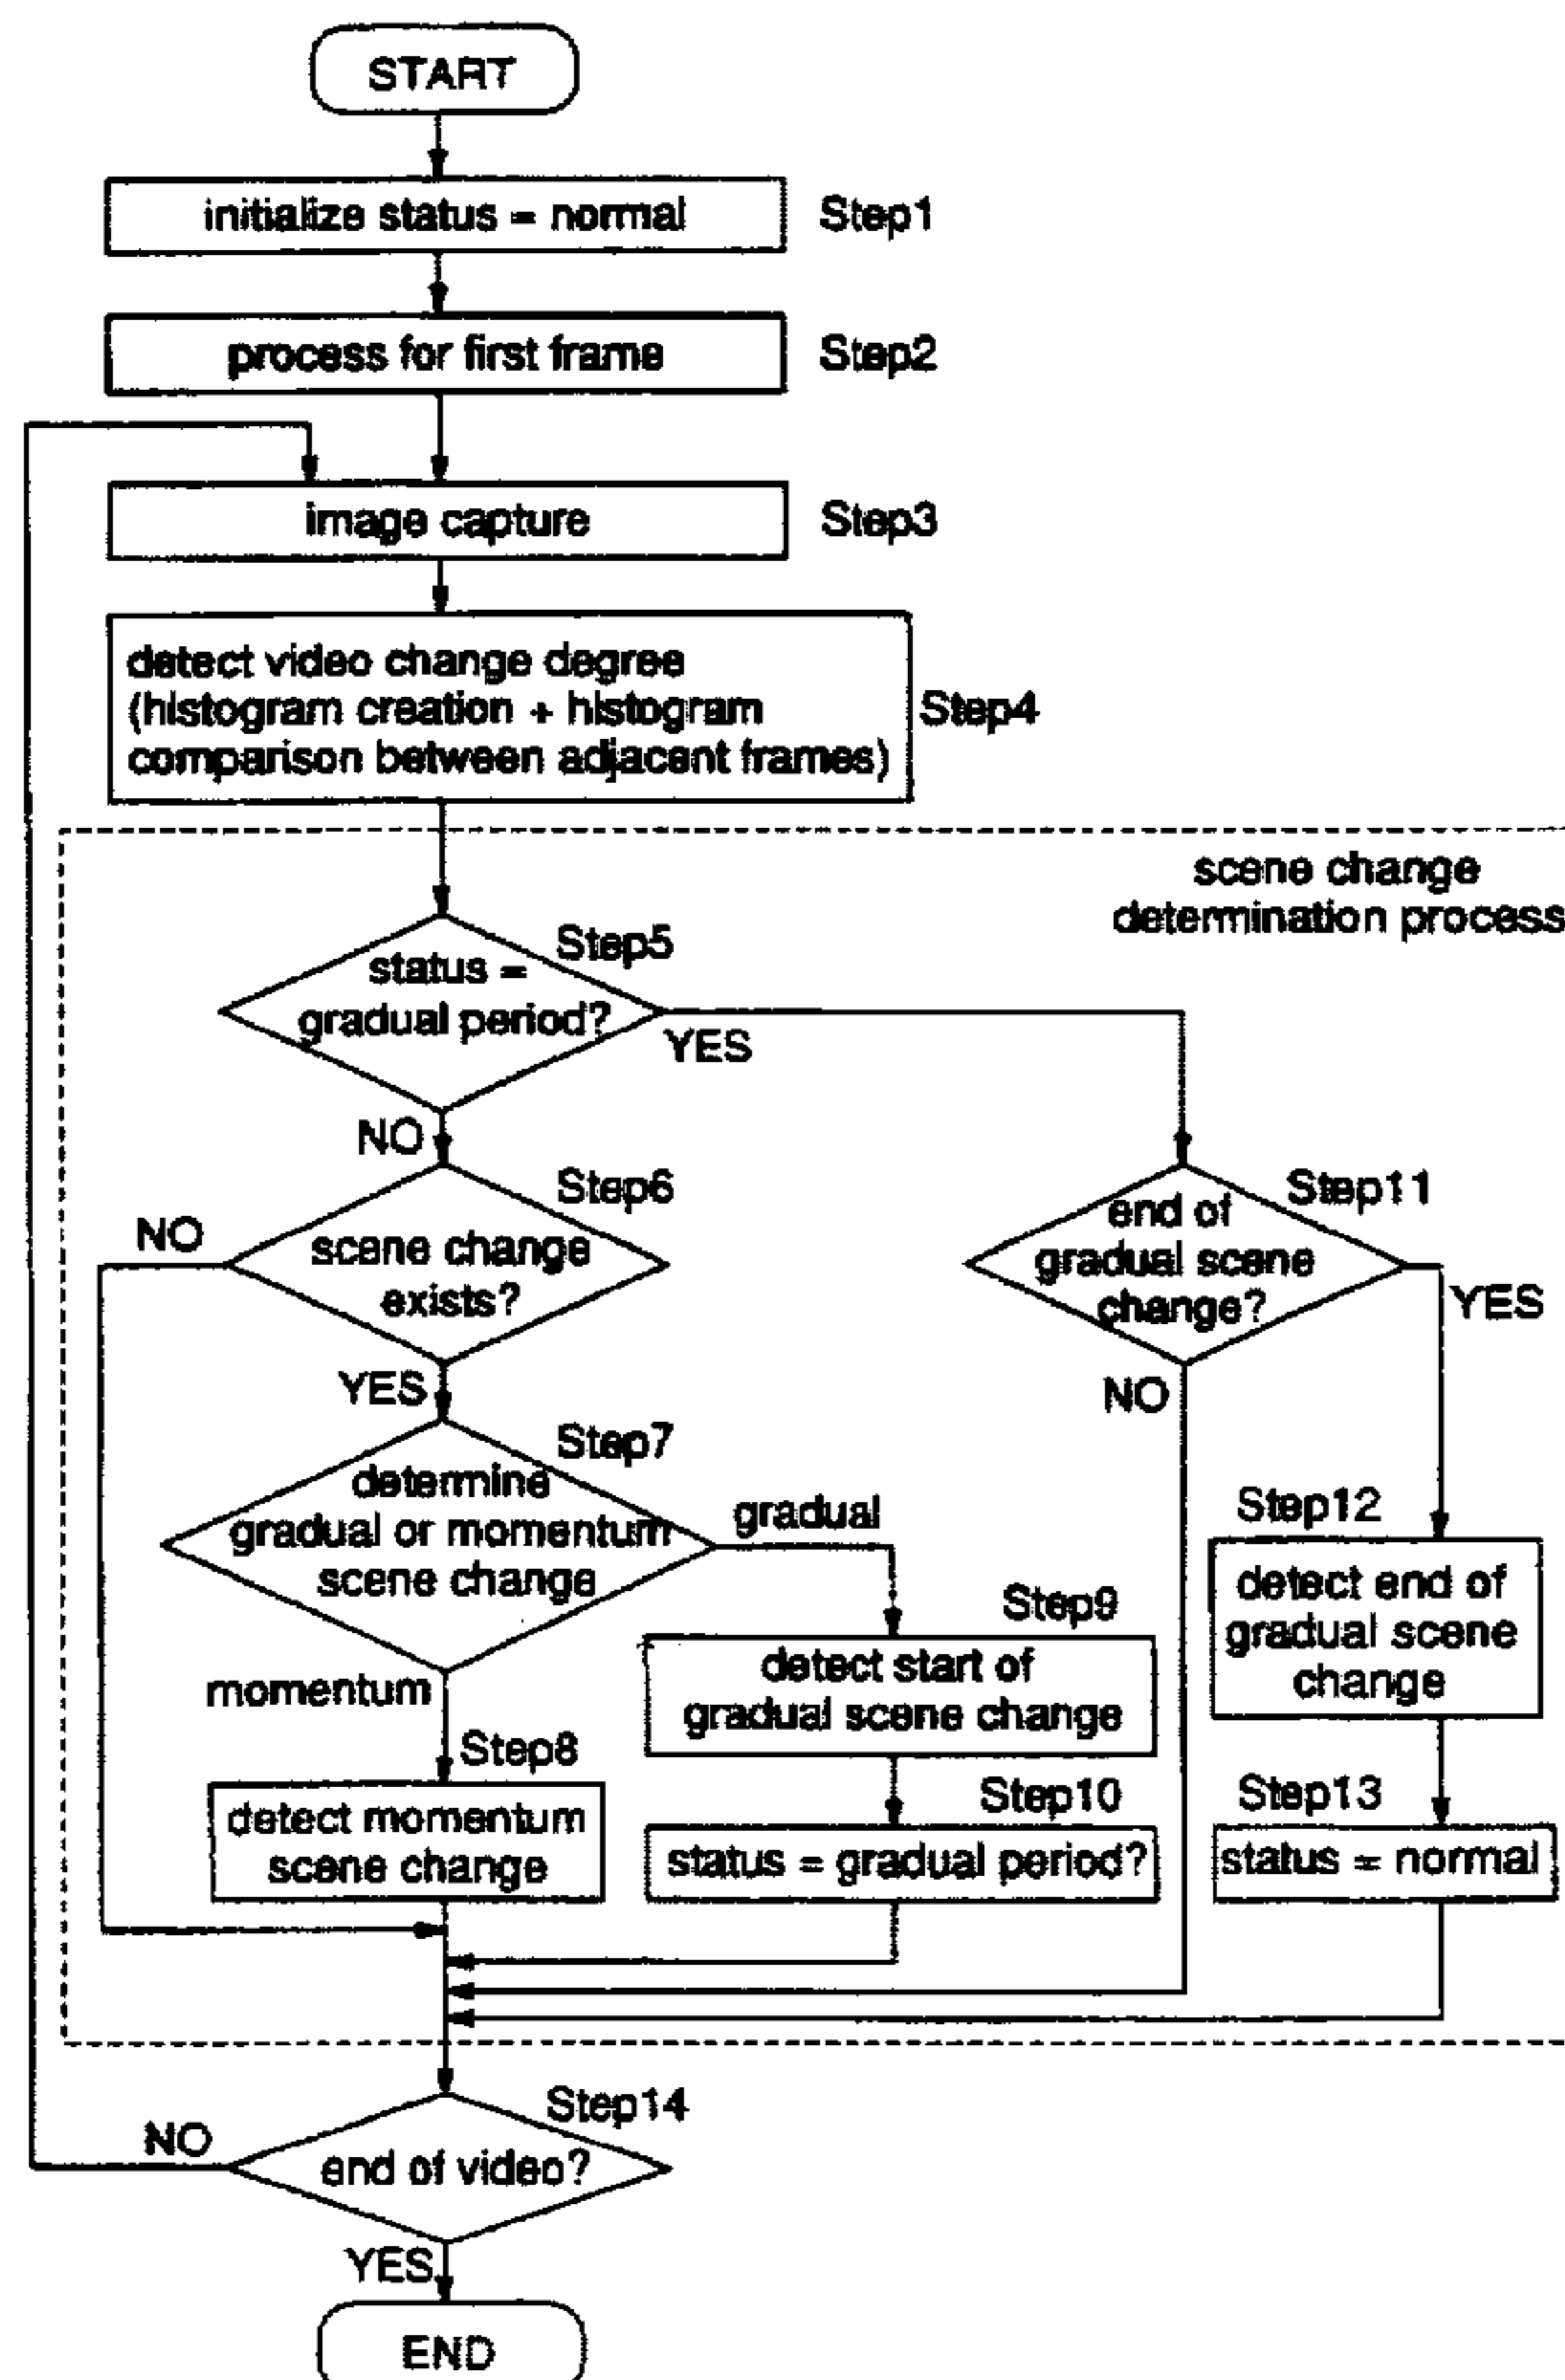 START
initialize status = normal
Step1
process for first frame
Step2
image capture
Step3
detect video change degree
(histogram creation + histogram
comparison between adjacent frames)
Step4
scene change
determination process
Step5
status =
gradual period?
YES
NO
Step6
scene change
exists?
NO
YES
Step11
end of
gradual scene
change?
YES
NO
Step7
determine
gradual or momentum
scene change
gradual
momentum
Step8
detect momentum
scene change
Step9
detect start of
gradual scene change
Step10
status = gradual period?
Step12
detect end of
gradual scene
change
Step13
status = normal
Step14
end of video?
NO
YES
END